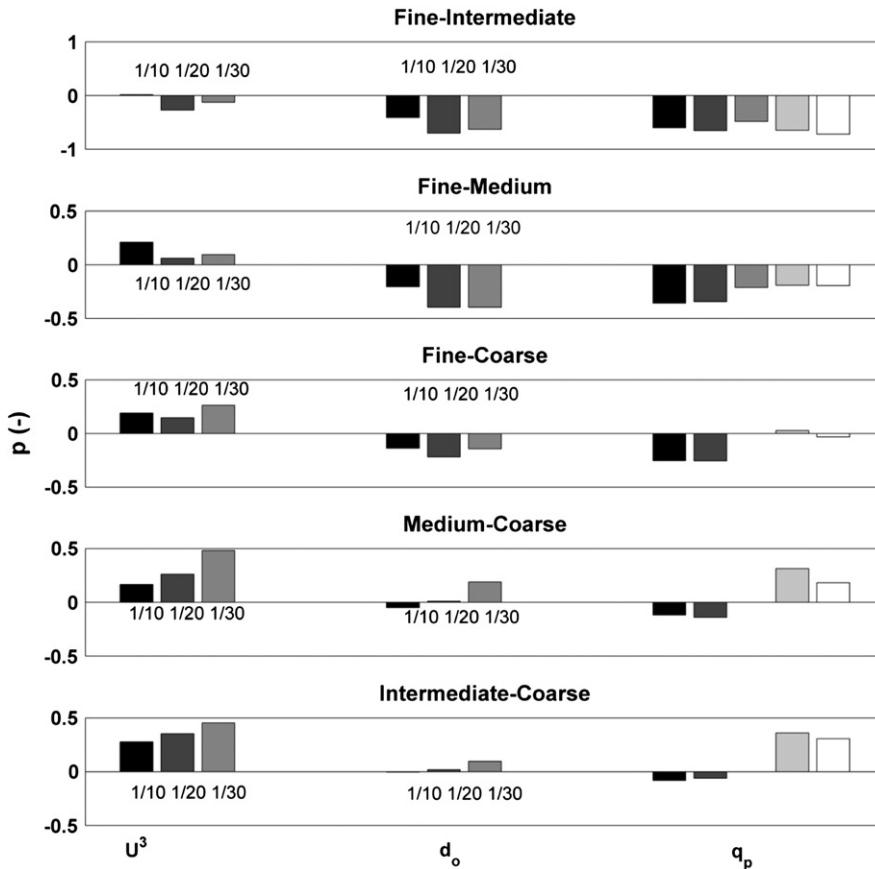 Fine-Intermediate
1
1/10 1/20 1/30
1/10 1/20 1/30
0
-1
Fine-Medium
0.5
1/10 1/20 1/30
0
1/10 1/20 1/30
-0.5
Fine-Coarse
0.5
1/10 1/20 1/30
1/10 1/20 1/30
0
-0.5
p (-)
Medium-Coarse
0.5
0
1/10 1/20 1/30
1/10 1/20 1/30
-0.5
Intermediate-Coarse
0.5
0
1/10 1/20 1/30
1/10 1/20 1/30
-0.5
U³ dₒ qₚ